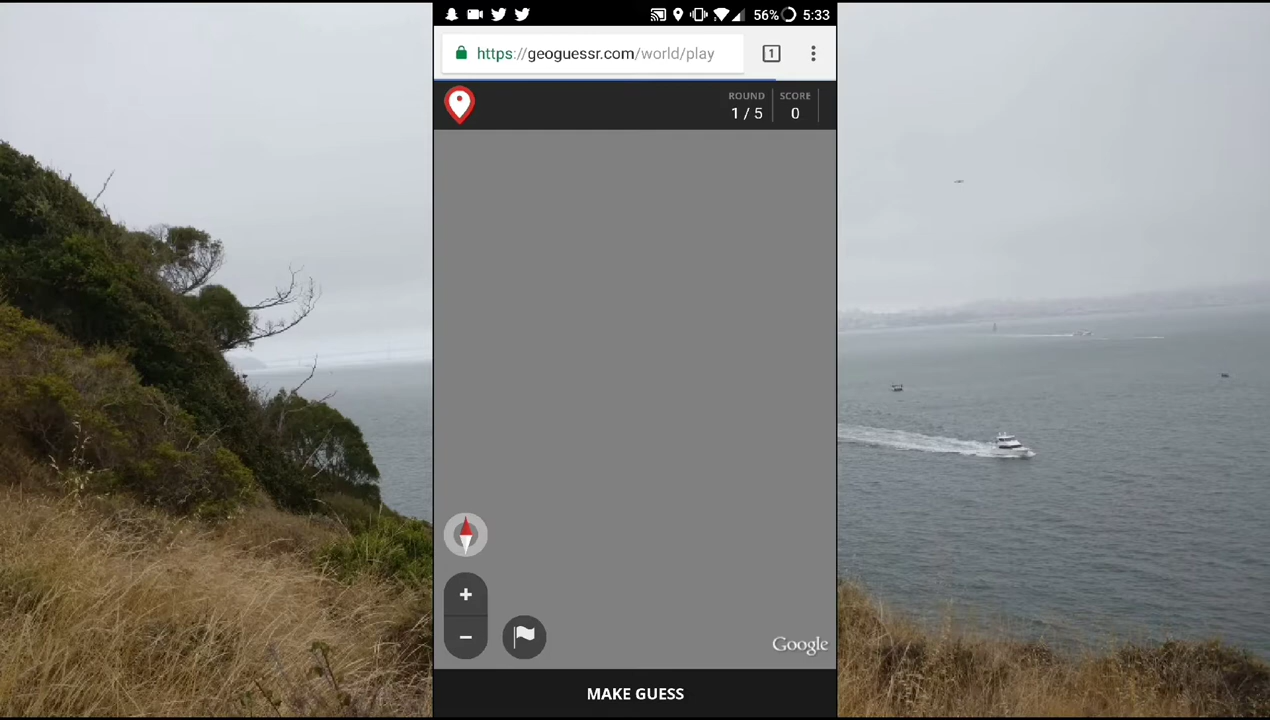 56% 5:33
https://geoguessr.com/world/play
1
ROUND SCORE
1 / 5 0
+
−
Google
MAKE GUESS